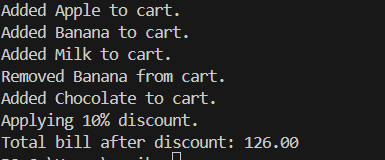 Added Apple to cart.
Added Banana to cart.
Added Milk to cart.
Removed Banana from cart.
Added Chocolate to cart.
Applying 10% discount.
Total bill after discount: 126.00